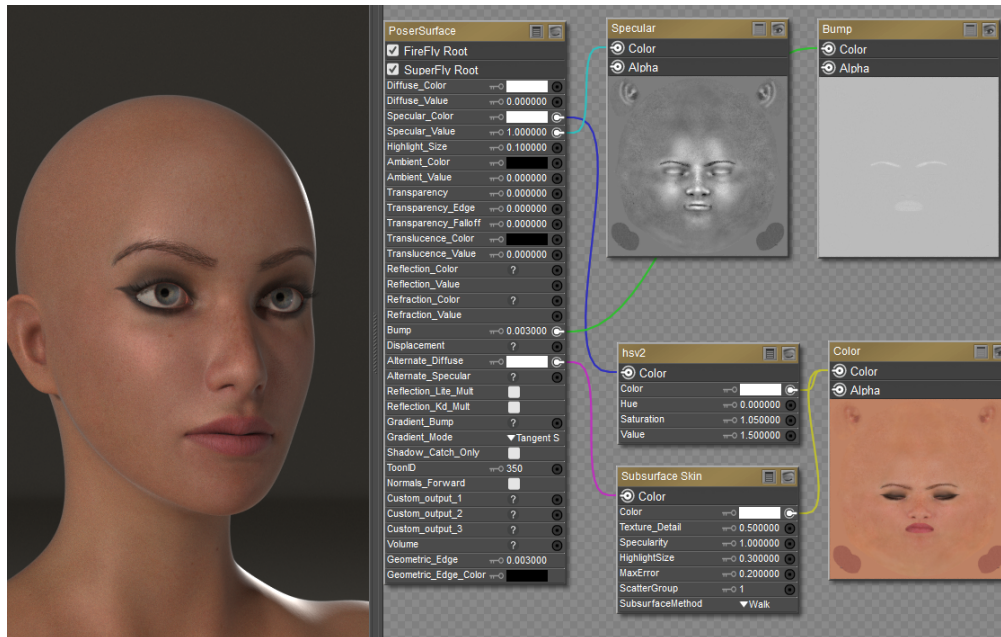 PoserSurface
FireFly Root
SuperFly Root
Diffuse_Color
Diffuse_Value 0.000000
Specular_Color
Specular_Value 1.000000
Highlight_Size 0.100000
Ambient_Color
Ambient_Value 0.000000
Transparency 0.000000
Transparency_Edge 0.000000
Transparency_Falloff 0.000000
Translucence_Color
Translucence_Value 0.000000
Reflection_Color ?
Reflection_Value
Refraction_Color ?
Refraction_Value
Bump 0.003000
Displacement ?
Alternate_Diffuse
Alternate_Specular ?
Reflection_Lite_Mult
Reflection_Kd_Mult
Gradient_Bump ?
Gradient_Mode Tangent S
Shadow_Catch_Only
ToonID 350
Normals_Forward
Custom_output_1 ?
Custom_output_2 ?
Custom_output_3 ?
Volume ?
Geometric_Edge 0.003000
Geometric_Edge_Color
Specular
Color
Alpha
Bump
Color
Alpha
hsv2
Color
Color
Hue 0.000000
Saturation 1.050000
Value 1.500000
Subsurface Skin
Color
Color
Texture_Detail 0.500000
Specularity 1.000000
HighlightSize 0.300000
MaxError 0.200000
ScatterGroup 1
SubsurfaceMethod Walk
Color
Color
Alpha